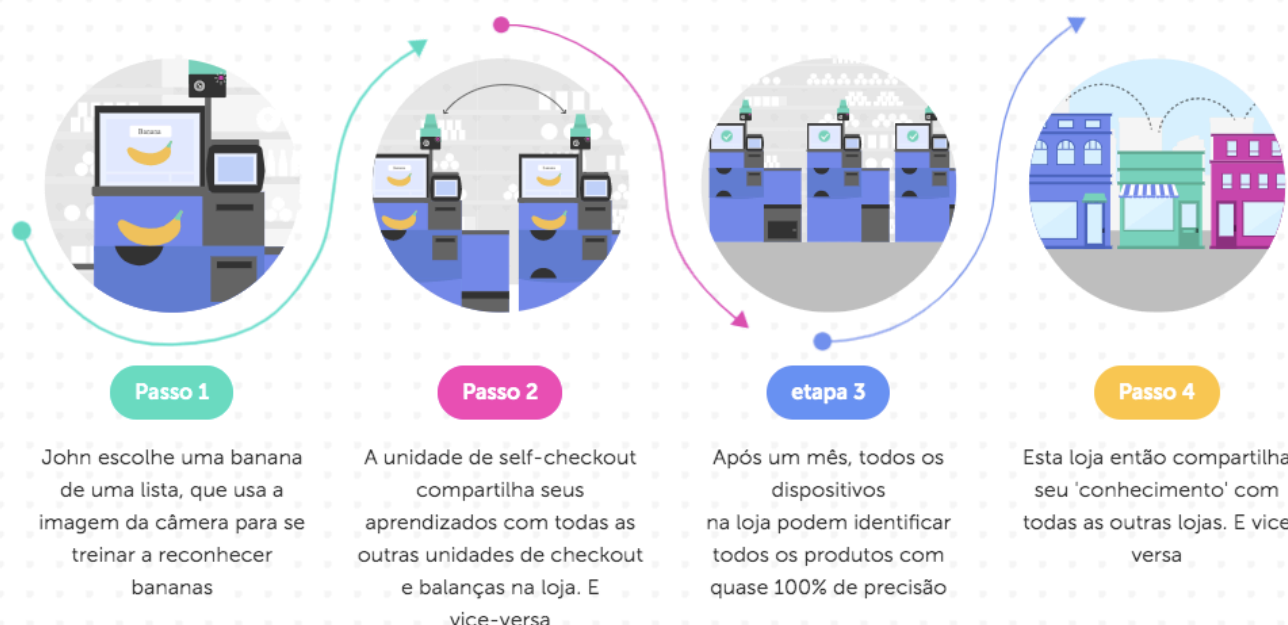 Banana
Passo 1
John escolhe uma banana
de uma lista, que usa a
imagem da câmera para se
treinar a reconhecer
bananas
Passo 2
A unidade de self-checkout
compartilha seus
aprendizados com todas as
outras unidades de checkout
e balanças na loja. E
vice-versa
etapa 3
Após um mês, todos os
dispositivos
na loja podem identificar
todos os produtos com
quase 100% de precisão
Passo 4
Esta loja então compartilha
seu 'conhecimento' com
todas as outras lojas. E vice
versa